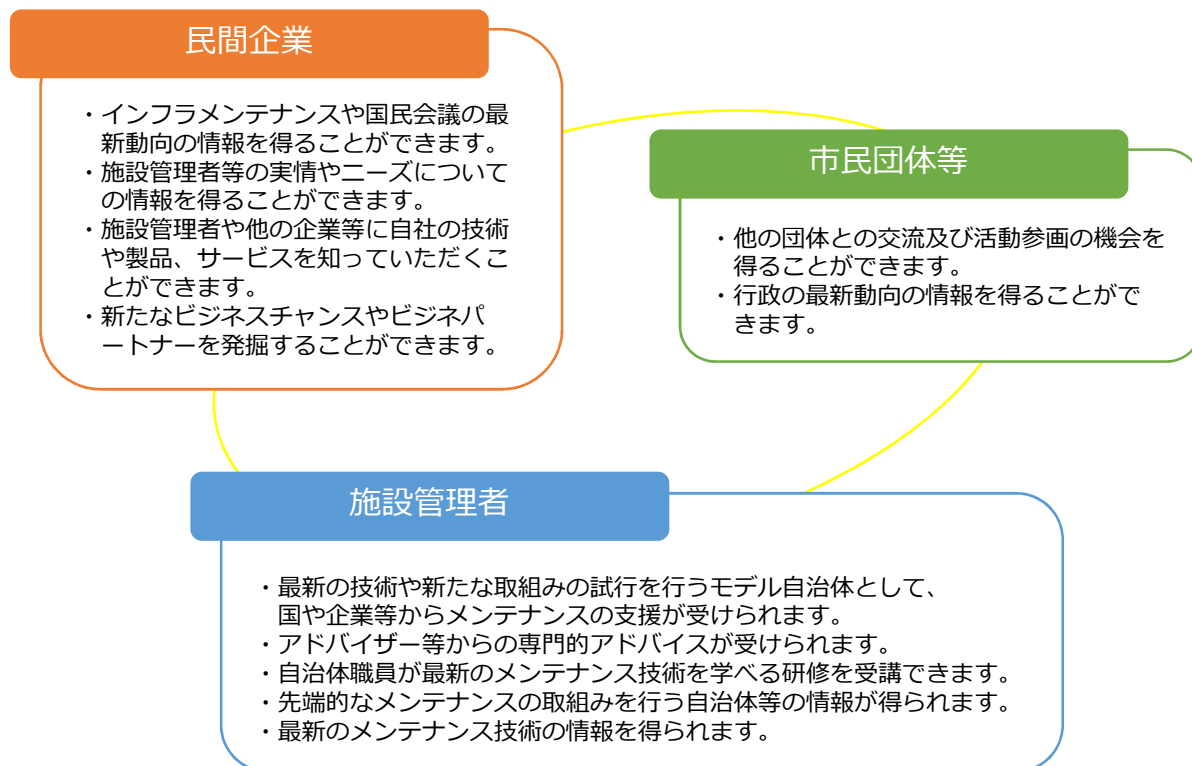 民間企業
・インフラメンテナンスや国民会議の最
新動向の情報を得ることができます。
・施設管理者等の実情やニーズについて
の情報を得ることができます。
・施設管理者や他の企業等に自社の技術
や製品、サービスを知っていただくこ
とができます。
・新たなビジネスチャンスやビジネパ
ートナーを発掘することができます。
市民団体等
・他の団体との交流及び活動参画の機会を
得ることができます。
・行政の最新動向の情報を得ることがで
きます。
施設管理者
・最新の技術や新たな取組みの試行を行うモデル自治体として、
国や企業等からメンテナンスの支援が受けられます。
・アドバイザー等からの専門的アドバイスが受けられます。
・自治体職員が最新のメンテナンス技術を学べる研修を受講できます。
・先端的なメンテナンスの取組みを行う自治体等の情報が得られます。
・最新のメンテナンス技術の情報を得られます。